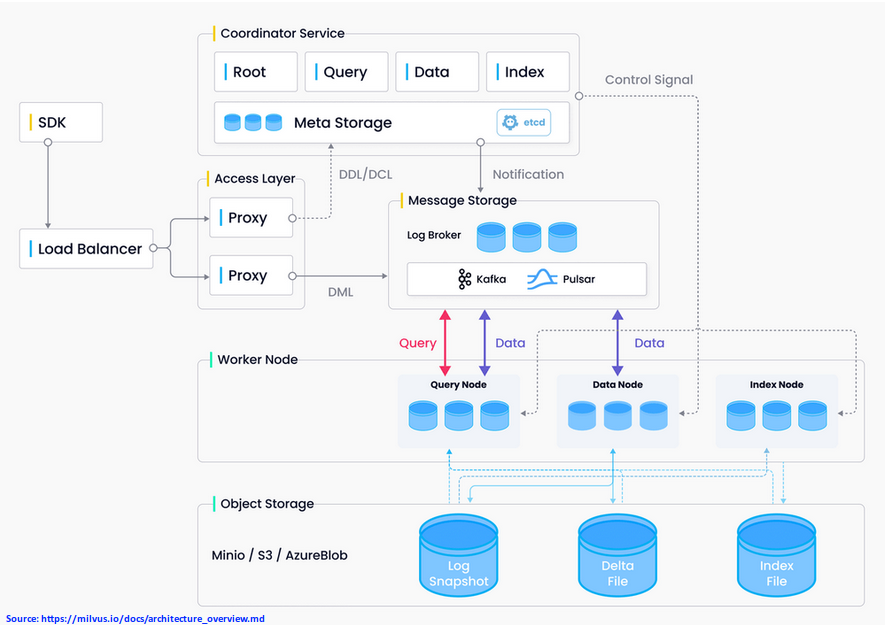 Coordinator Service
Root
Query
Data
Index
Control Signal
SDK
Meta Storage
etcd
DDL/DCL
Notification
Access Layer
Message Storage
Proxy
Log Broker
Load Balancer
Proxy
Kafka
Pulsar
DML
Query
Data
Data
Worker Node
Query Node
Data Node
Index Node
Object Storage
Minio / S3 / AzureBlob
Log
Snapshot
Delta
File
Index
File
Source: https://milvus.io/docs/architecture_overview.md